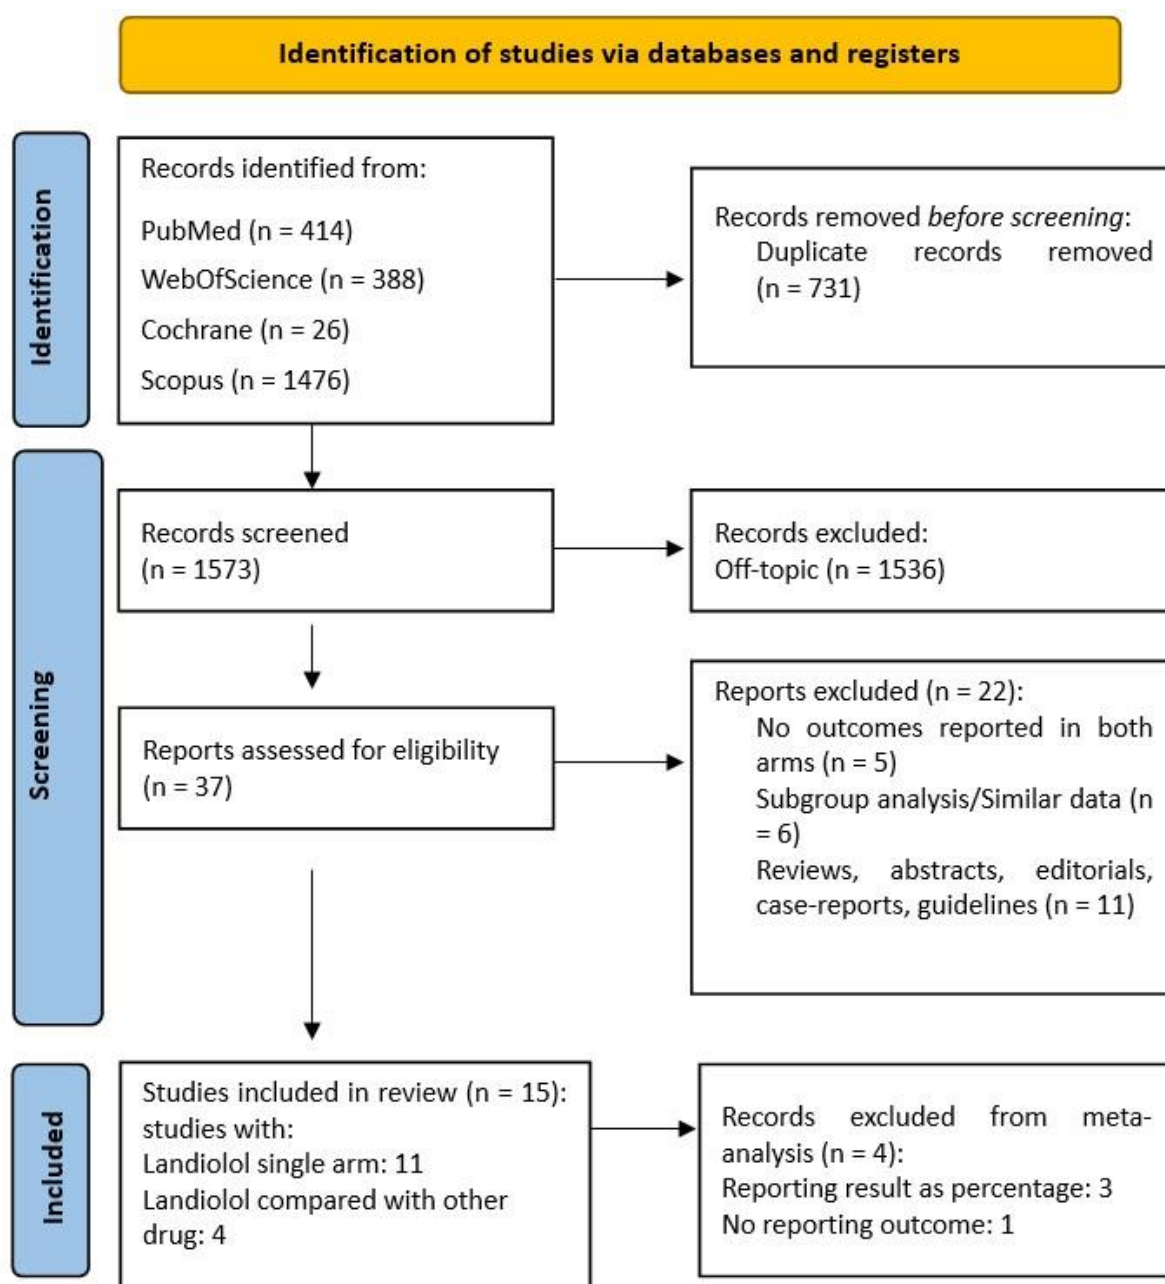 Identification of studies via databases and registers
Identification
Records identified from:
PubMed (n = 414)
WebOfScience (n = 388)
Cochrane (n = 26)
Scopus (n = 1476)
Records removed before screening:
Duplicate records removed
(n = 731)
Screening
Records screened
(n = 1573)
Records excluded:
Off-topic (n = 1536)
Reports assessed for eligibility
(n = 37)
Reports excluded (n = 22):
No outcomes reported in both
arms (n = 5)
Subgroup analysis/Similar data (n
= 6)
Reviews, abstracts, editorials,
case-reports, guidelines (n = 11)
Included
Studies included in review (n = 15):
studies with:
Landiolol single arm: 11
Landiolol compared with other
drug: 4
Records excluded from meta-
analysis (n = 4):
Reporting result as percentage: 3
No reporting outcome: 1